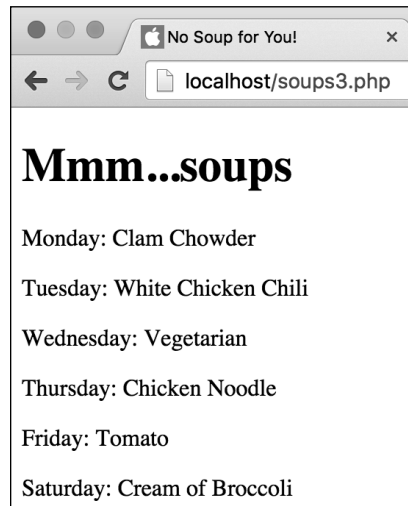 No Soup for You!
localhost/soups3.php
Mmm...soups
Monday: Clam Chowder
Tuesday: White Chicken Chili
Wednesday: Vegetarian
Thursday: Chicken Noodle
Friday: Tomato
Saturday: Cream of Broccoli